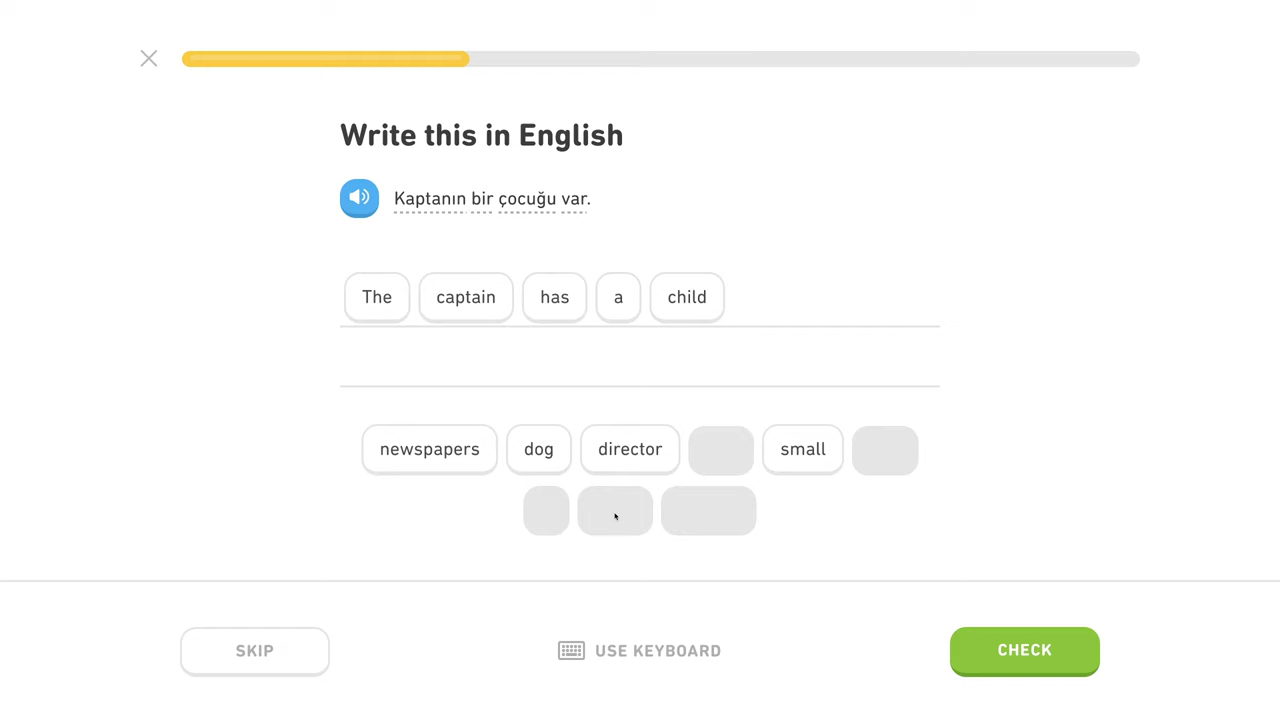 Write this in English
Kaptanın bir çocuğu var.
The captain has a child
newspapers dog director small
SKIP USE KEYBOARD CHECK